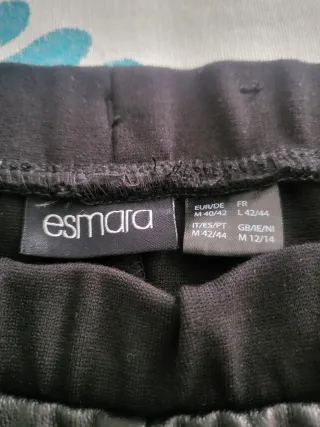 esmara
EUR/DE FR
M 40/42 L 42/44
IT/ES/PT GB/IE/NI
M 42/44 M 12/14